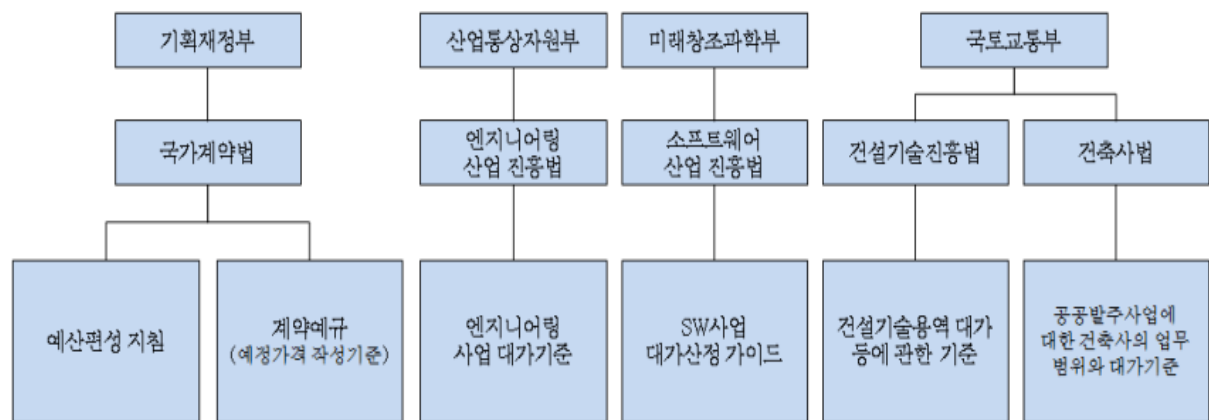 기획재정부
산업통상자원부
미래창조과학부
국토교통부
국가계약법
엔지니어링
산업 진흥법
소프트웨어
산업 진흥법
건설기술진흥법
건축사법
예산편성 지침
계약예규
(예정가격 작성기준)
엔지니어링
사업 대가기준
SW사업
대가산정 가이드
건설기술용역 대가
등에 관한 기준
공공발주사업에
대한 건축사의 업무
범위와 대가기준